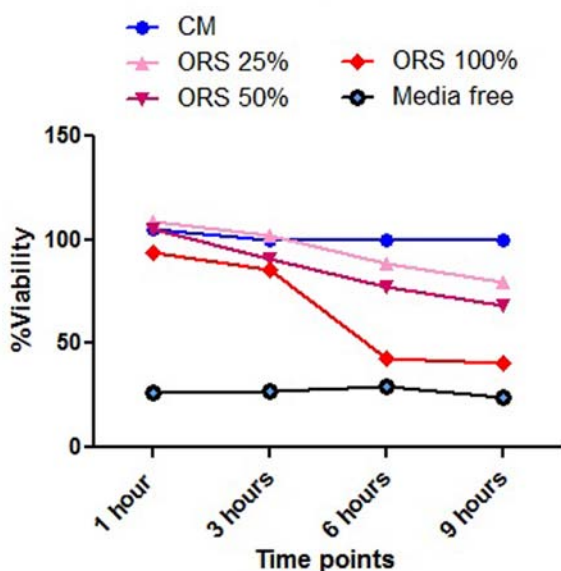 CM
ORS 25% ORS 100%
ORS 50% Media free
150
100
50
0
%Viability
1 hour 3 hours 6 hours 9 hours
Time points